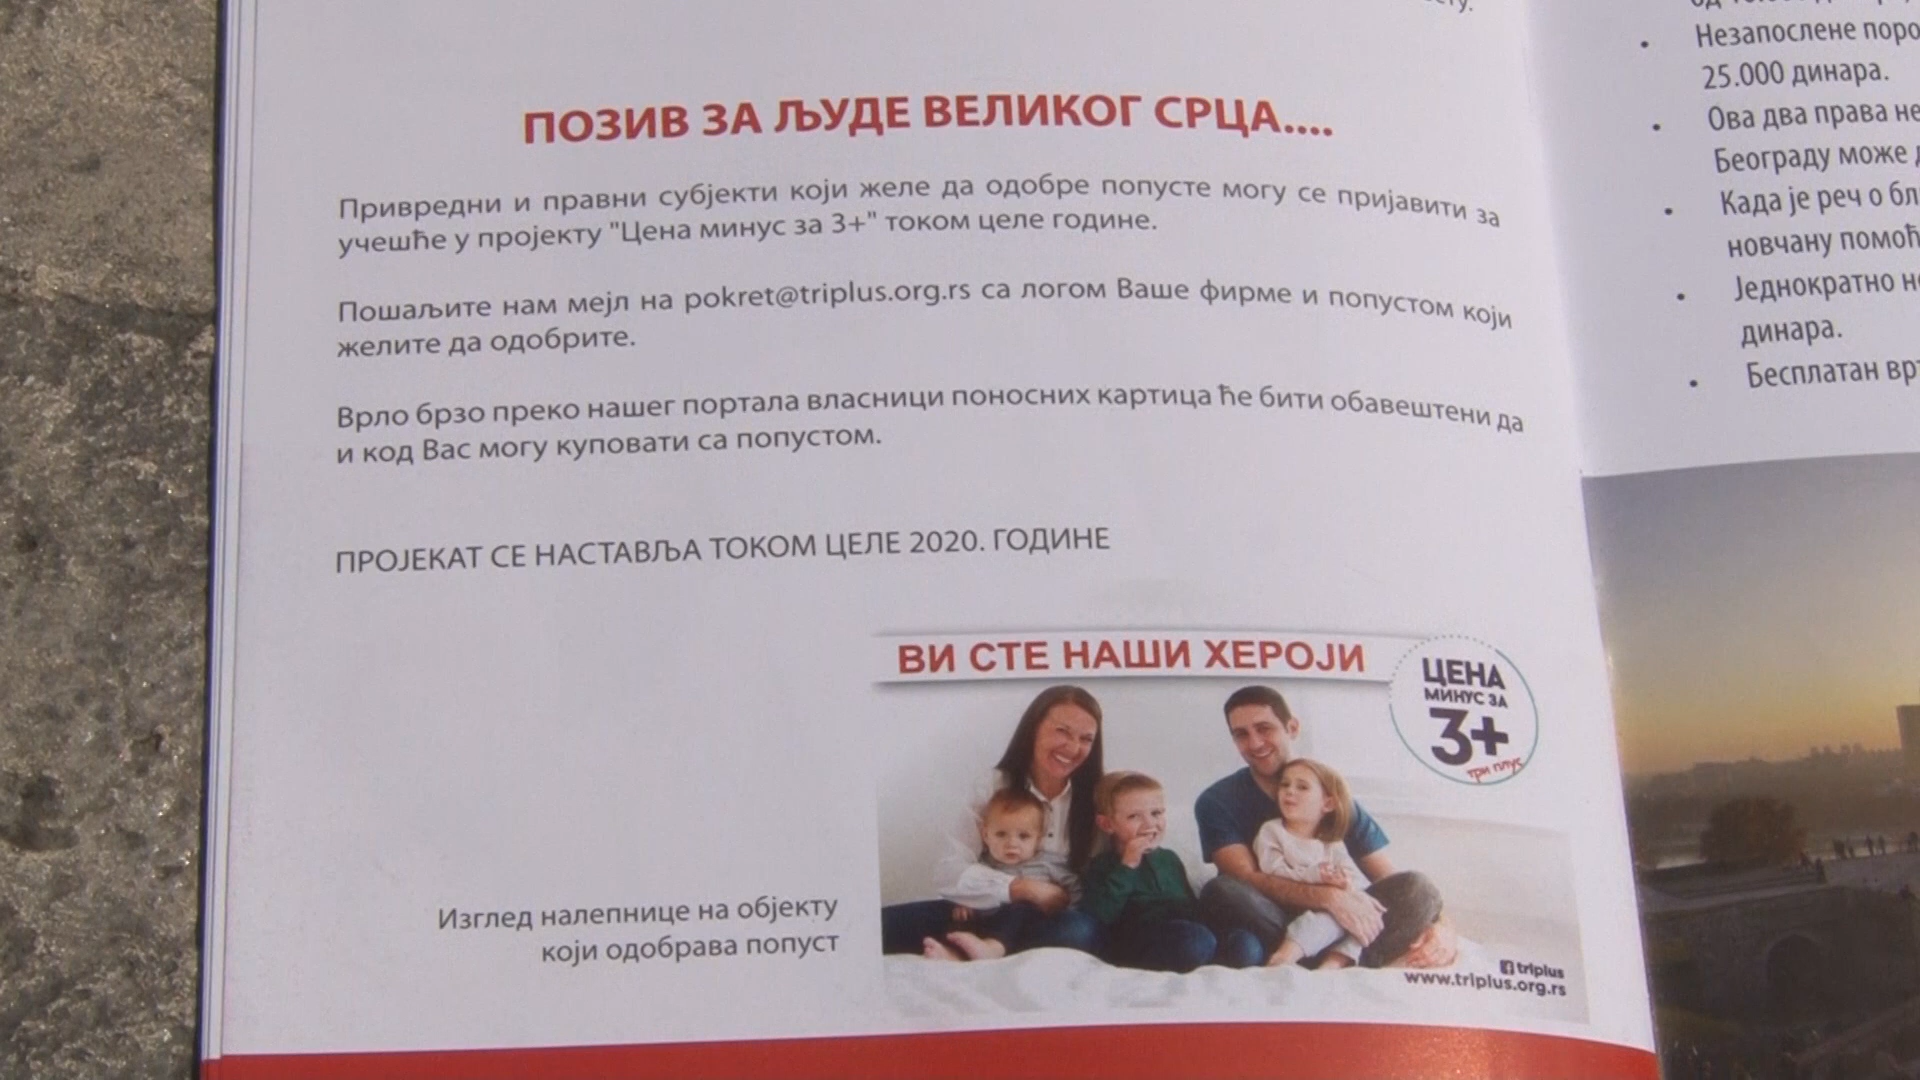 ПОЗИВ ЗА ЉУДЕ ВЕЛИКОГ СРЦА....
Привредни и правни субјекти који желе да одобре попусте могу се пријавити за
учешће у пројекту "Цена минус за 3+" током целе године.
Пошаљите нам мејл на pokret@triplus.org.rs са логом Ваше фирме и попустом који
желите да одобрите.
Врло брзо преко нашег портала власници поносних картица ће бити обавештени да
и код Вас могу куповати са попустом.
ПРОЈЕКАТ СЕ НАСТАВЉА ТОКОМ ЦЕЛЕ 2020. ГОДИНЕ
ВИ СТЕ НАШИ ХЕРОЈИ
ЦЕНА
МИНУС ЗА
3+
три плус
Изглед налепнице на објекту
који одобрава попуст
triplus
www.triplus.org.rs
Незапослене
25.000 динара.
Ова два права не
Београду може
Када је реч о
новчану помоћ
Једнократно
динара.
Бесплатан